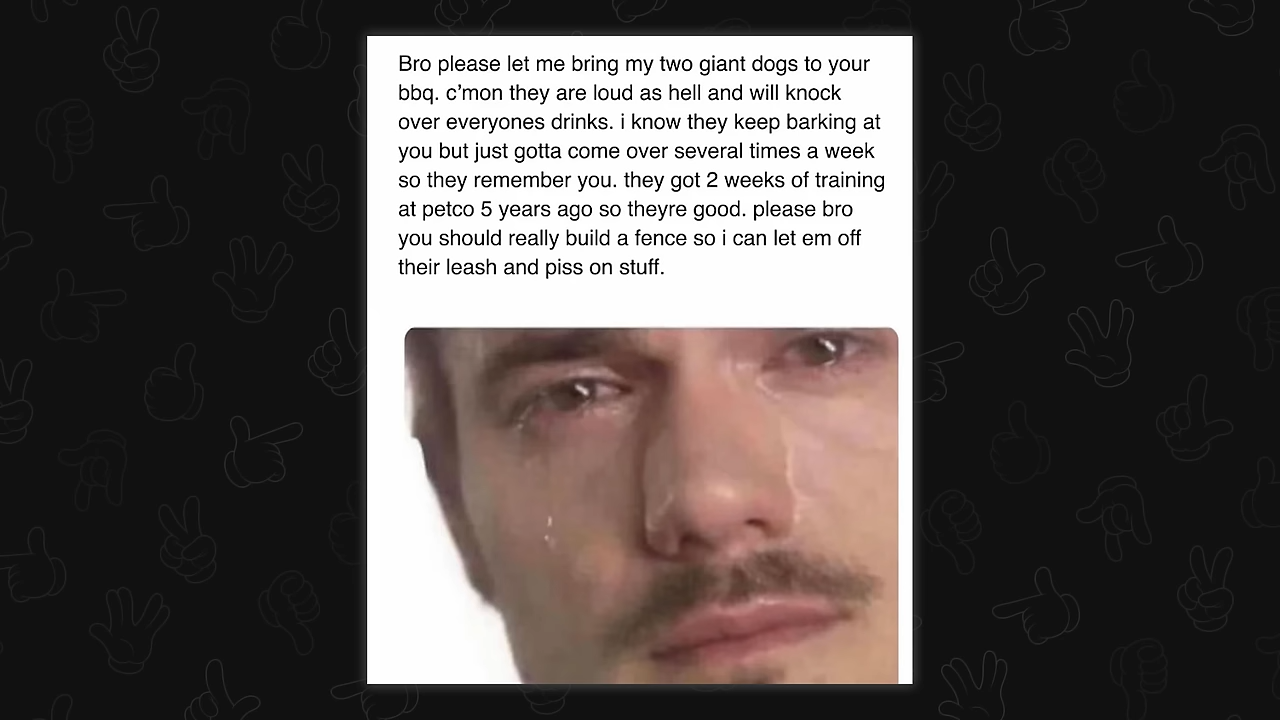 Bro please let me bring my two giant dogs to your
bbq. c’mon they are loud as hell and will knock
over everyones drinks. i know they keep barking at
you but just gotta come over several times a week
so they remember you. they got 2 weeks of training
at petco 5 years ago so theyre good. please bro
you should really build a fence so i can let em off
their leash and piss on stuff.